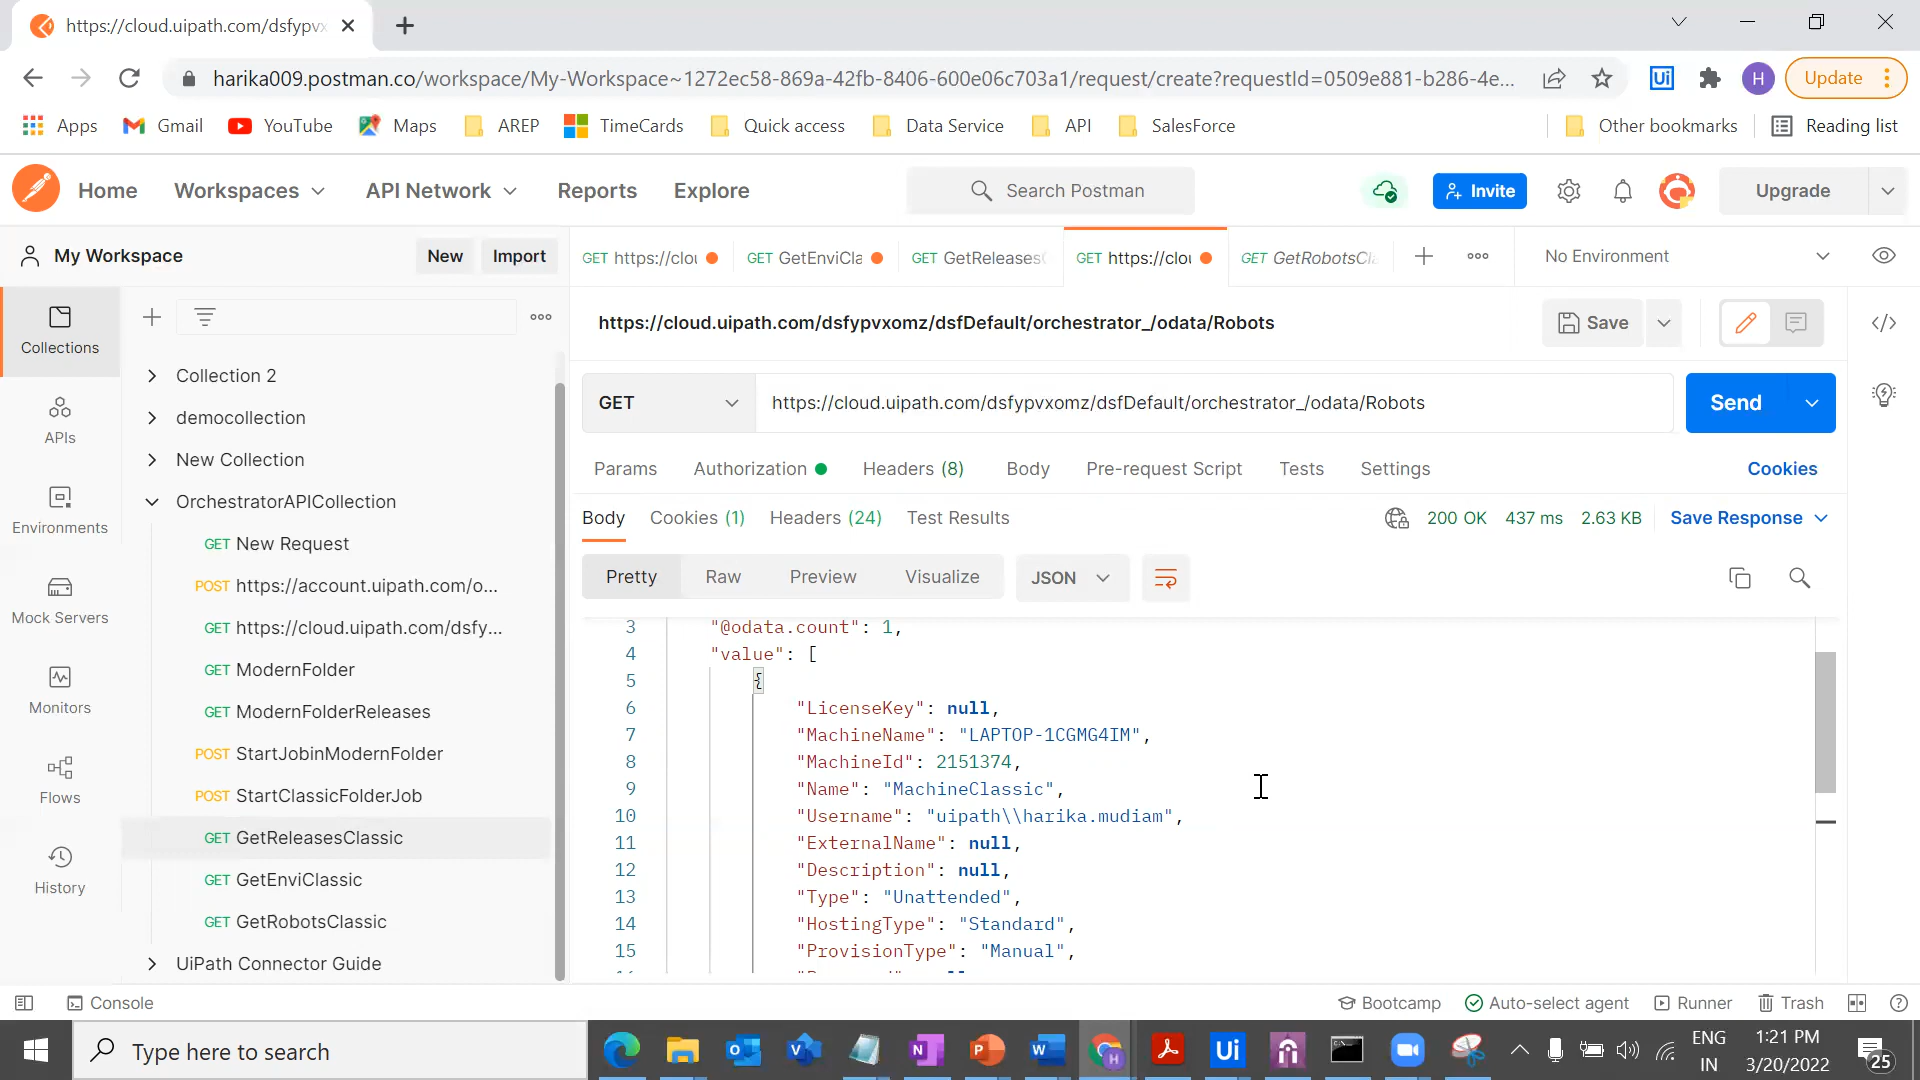 https://cloud.uipath.com/dsfypvx
harika009.postman.co/workspace/My-Workspace~1272ec58-869a-42fb-8406-600e06c703a1/request/create?requestId=0509e881-b286-4e...
H
Update
Apps
Gmail
YouTube
Maps
AREP
TimeCards
Quick access
Data Service
API
SalesForce
Other bookmarks
Reading list
Home
Workspaces
API Network
Reports
Explore
Search Postman
Invite
Upgrade
My Workspace
New
Import
GET https://clou
GET GetEnviCla
GET GetReleases
GET https://clou
GET GetRobotsCla
No Environment
Collections
APIs
Environments
Mock Servers
Monitors
Flows
History
Collection 2
democollection
New Collection
OrchestratorAPICollection
GET New Request
POST https://account.uipath.com/o...
GET https://cloud.uipath.com/dsfy...
GET ModernFolder
GET ModernFolderReleases
POST StartJobinModernFolder
POST StartClassicFolderJob
GET GetReleasesClassic
GET GetEnviClassic
GET GetRobotsClassic
UiPath Connector Guide
https://cloud.uipath.com/dsfypvxomz/dsfDefault/orchestrator_/odata/Robots
Save
GET
https://cloud.uipath.com/dsfypvxomz/dsfDefault/orchestrator_/odata/Robots
Send
Params
Authorization
Headers (8)
Body
Pre-request Script
Tests
Settings
Cookies
Body
Cookies (1)
Headers (24)
Test Results
200 OK
437 ms
2.63 KB
Save Response
Pretty
Raw
Preview
Visualize
JSON
3 "@odata.count": 1,
4 "value": [
5 {
6 "LicenseKey": null,
7 "MachineName": "LAPTOP-1CGMG4IM",
8 "MachineId": 2151374,
9 "Name": "MachineClassic",
10 "Username": "uipath\\harika.mudiam",
11 "ExternalName": null,
12 "Description": null,
13 "Type": "Unattended",
14 "HostingType": "Standard",
15 "ProvisionType": "Manual",
Console
Bootcamp
Auto-select agent
Runner
Trash
Type here to search
ENG
IN
1:21 PM
3/20/2022
25